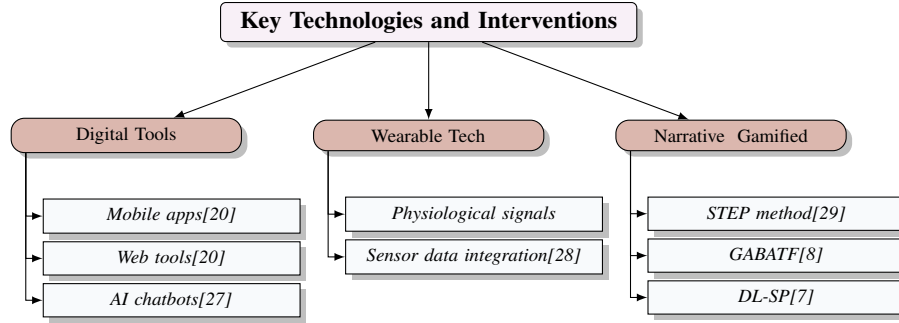 Key Technologies and Interventions
Digital Tools
Mobile apps[20]
Web tools[20]
AI chatbots[27]
Wearable Tech
Physiological signals
Sensor data integration[28]
Narrative Gamified
STEP method[29]
GABATF[8]
DL-SP[7]